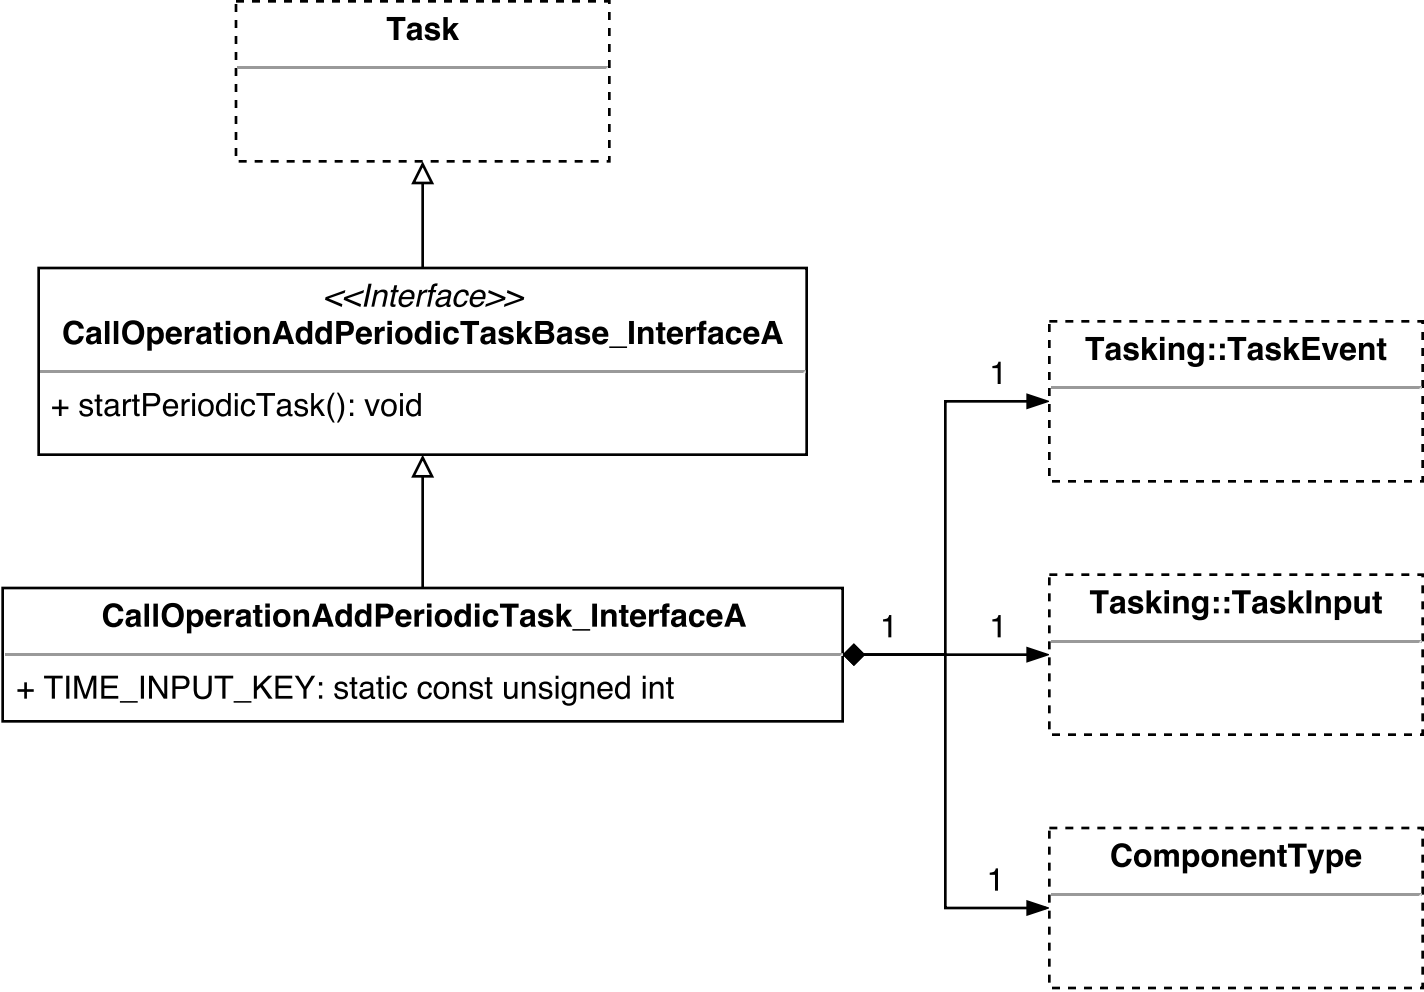 Task
<<Interface>>
CallOperationAddPeriodicTaskBase_InterfaceA
+ startPeriodicTask(): void
Tasking::TaskEvent
1
CallOperationAddPeriodicTask_InterfaceA
+ TIME_INPUT_KEY: static const unsigned int
1
1
Tasking::TaskInput
1
ComponentType